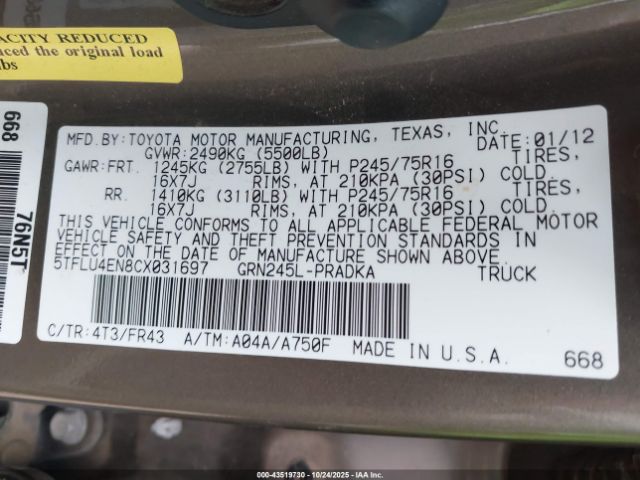 ACITY REDUCED
ced the original load
lbs
668
76N5T
MFD.BY:TOYOTA MOTOR MANUFACTURING, TEXAS, INC.
DATE:01/12
GVWR:2490KG (5500LB)
GAWR:FRT. 1245KG (2755LB) WITH P245/75R16 TIRES,
16X7J RIMS, AT 210KPA (30PSI) COLD.
RR. 1410KG (3110LB) WITH P245/75R16 TIRES,
16X7J RIMS, AT 210KPA (30PSI) COLD.
THIS VEHICLE CONFORMS TO ALL APPLICABLE FEDERAL MOTOR
VEHICLE SAFETY AND THEFT PREVENTION STANDARDS IN
EFFECT ON THE DATE OF MANUFACTURE SHOWN ABOVE.
5TFLU4EN8CX031697 GRN245L-PRADKA TRUCK
C/TR:4T3/FR43 A/TM:A04A/A750F MADE IN U.S.A.
668
000-43519730 - 10/24/2025 - IAA Inc.